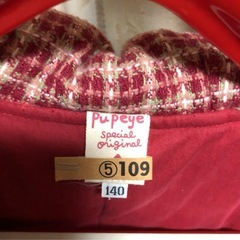 pupeye
special
original
⑤109
140